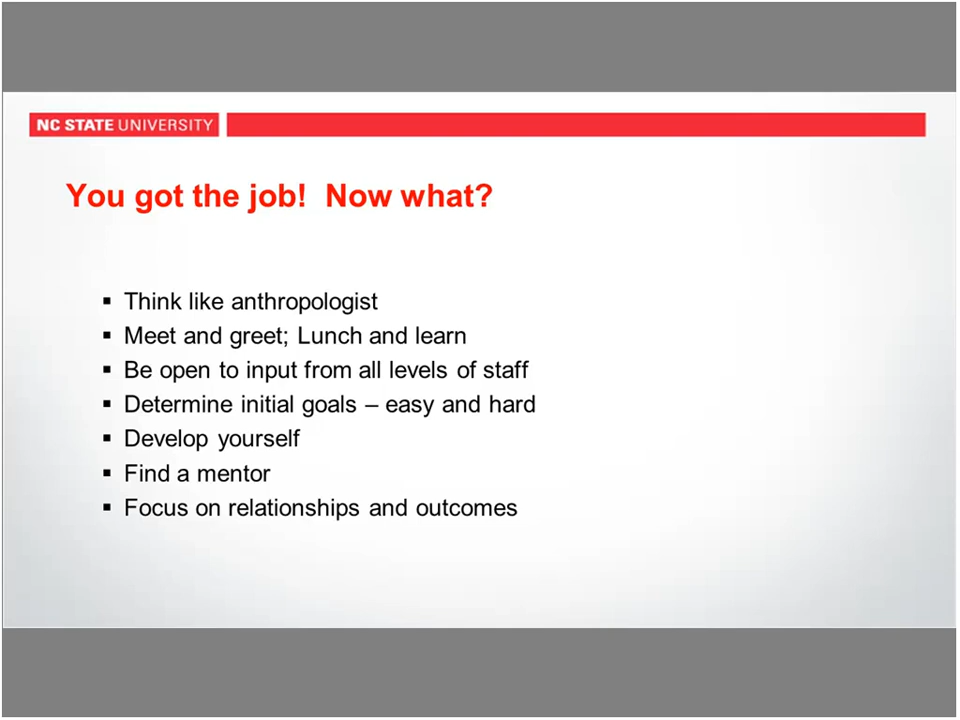 NC STATE UNIVERSITY
You got the job! Now what?
▪ Think like anthropologist
▪ Meet and greet; Lunch and learn
▪ Be open to input from all levels of staff
▪ Determine initial goals – easy and hard
▪ Develop yourself
▪ Find a mentor
▪ Focus on relationships and outcomes